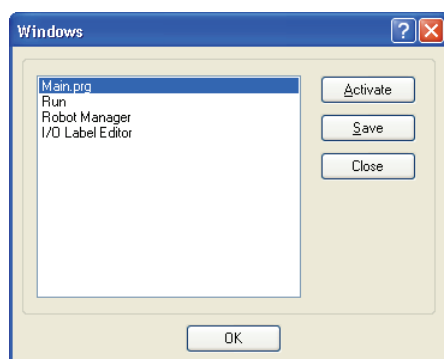 Windows
?
X
Main.prg
Run
Robot Manager
I/O Label Editor
Activate
Save
Close
OK